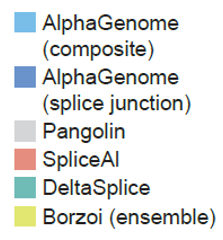 AlphaGenome
(composite)
AlphaGenome
(splice junction)
Pangolin
SpliceAI
DeltaSplice
Borzoi (ensemble)